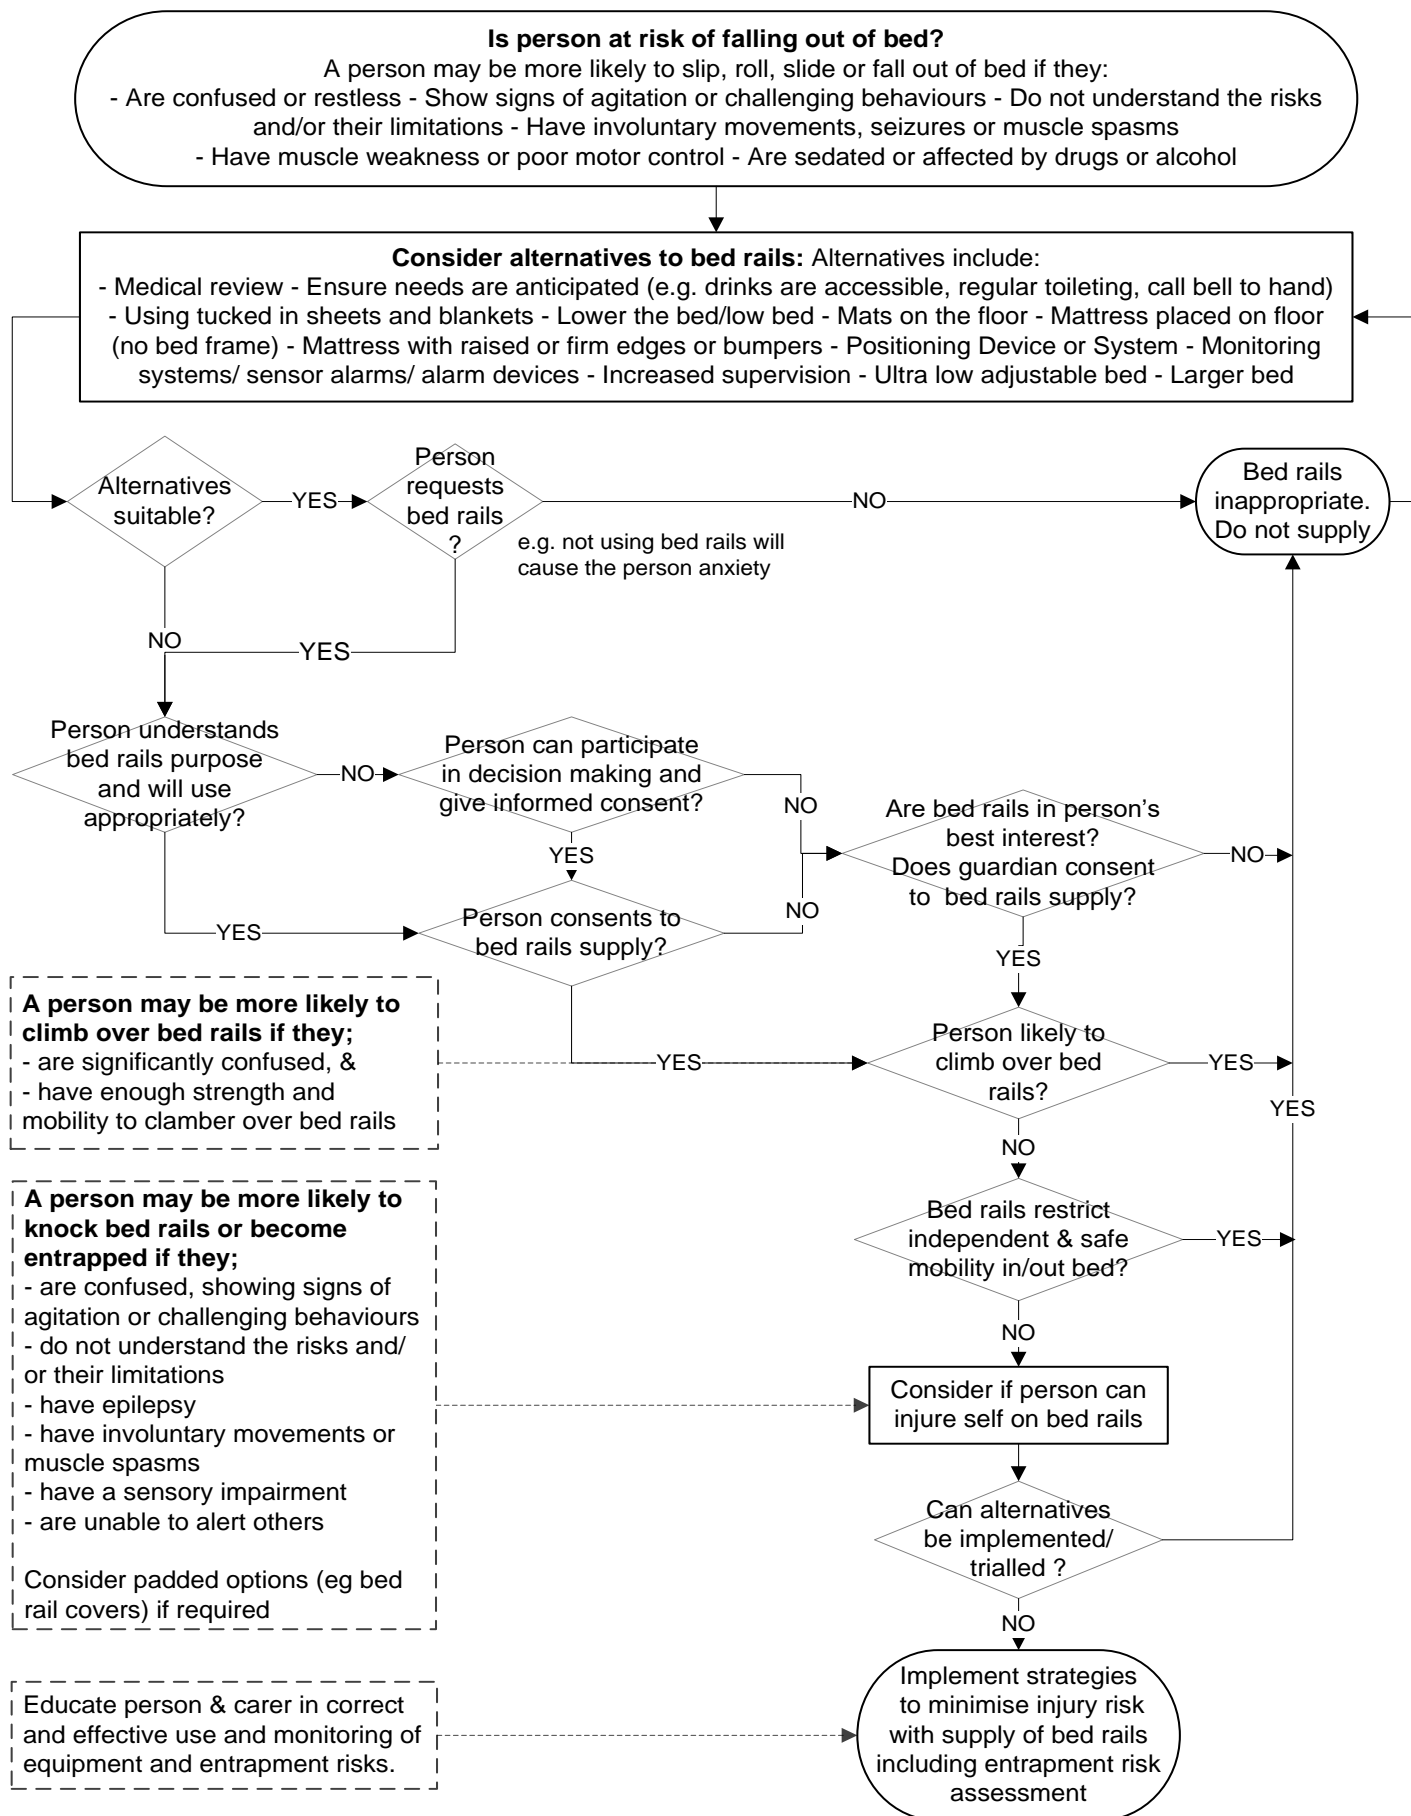 Is person at risk of falling out of bed?
A person may be more likely to slip, roll, slide or fall out of bed if they:
- Are confused or restless - Show signs of agitation or challenging behaviours - Do not understand the risks
and/or their limitations - Have involuntary movements, seizures or muscle spasms
- Have muscle weakness or poor motor control - Are sedated or affected by drugs or alcohol
Consider alternatives to bed rails: Alternatives include:
- Medical review - Ensure needs are anticipated (e.g. drinks are accessible, regular toileting, call bell to hand)
- Using tucked in sheets and blankets - Lower the bed/low bed - Mats on the floor - Mattress placed on floor
(no bed frame) - Mattress with raised or firm edges or bumpers - Positioning Device or System - Monitoring
systems/ sensor alarms/ alarm devices - Increased supervision - Ultra low adjustable bed - Larger bed
Alternatives
suitable?
YES
Person
requests
bed rails
?
NO
e.g. not using bed rails will
cause the person anxiety
Bed rails
inappropriate.
Do not supply
NO
YES
Person understands
bed rails purpose
and will use
appropriately?
NO
Person can participate
in decision making and
give informed consent?
NO
YES
YES
Person consents to
bed rails supply?
NO
Are bed rails in person's
best interest?
Does guardian consent
to bed rails supply?
NO
YES
YES
A person may be more likely to
climb over bed rails if they;
- are significantly confused, &
- have enough strength and
mobility to clamber over bed rails
Person likely to
climb over bed
rails?
YES
YES
NO
Bed rails restrict
independent & safe
mobility in/out bed?
YES
NO
A person may be more likely to
knock bed rails or become
entrapped if they;
- are confused, showing signs of
agitation or challenging behaviours
- do not understand the risks and/
or their limitations
- have epilepsy
- have involuntary movements or
muscle spasms
- have a sensory impairment
- are unable to alert others
Consider padded options (eg bed
rail covers) if required
Consider if person can
injure self on bed rails
Can alternatives
be implemented/
trialled ?
NO
Educate person & carer in correct
and effective use and monitoring of
equipment and entrapment risks.
Implement strategies
to minimise injury risk
with supply of bed rails
including entrapment risk
assessment